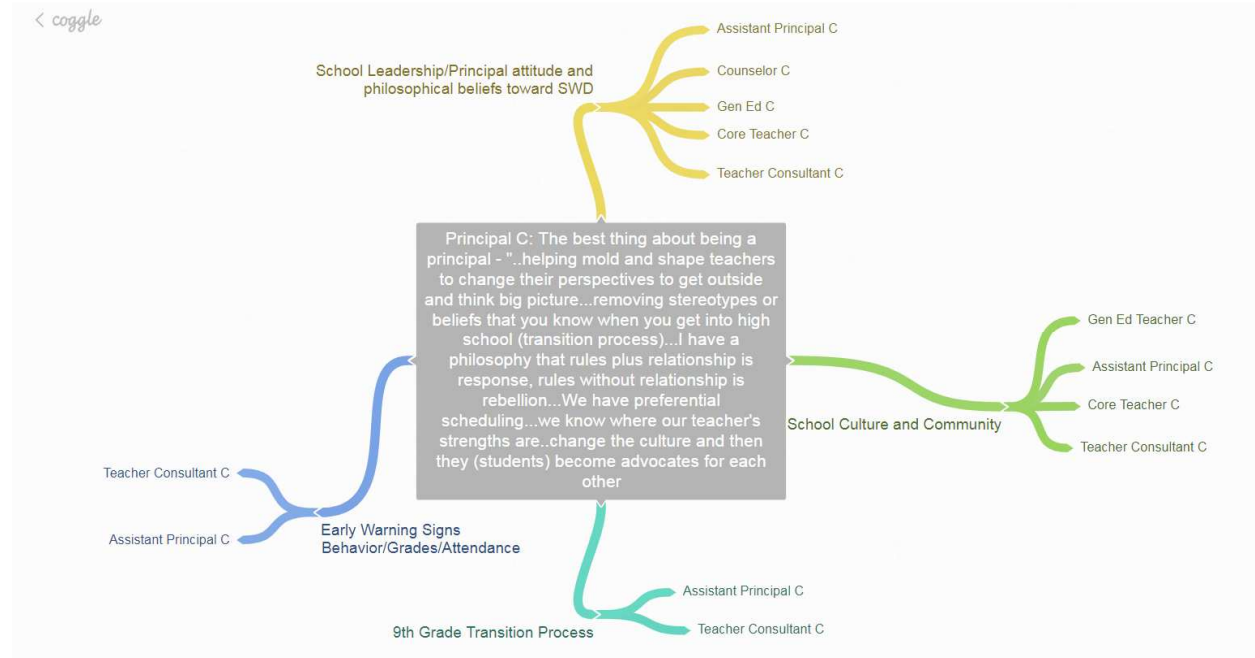 < coggle
Assistant Principal C
School Leadership/Principal attitude and
philosophical beliefs toward SWD
Counselor C
Gen Ed C
Core Teacher C
Teacher Consultant C
Principal C: The best thing about being a
principal - "..helping mold and shape teachers
to change their perspectives to get outside
and think big picture...removing stereotypes or
beliefs that you know when you get into high
school (transition process)...I have a
philosophy that rules plus relationship is
response, rules without relationship is
rebellion...We have preferential
scheduling...we know where our teacher's
strengths are..change the culture and then
they (students) become advocates for each
other
Gen Ed Teacher C
Assistant Principal C
Core Teacher C
School Culture and Community
Teacher Consultant C
Teacher Consultant C
Assistant Principal C
Early Warning Signs
Behavior/Grades/Attendance
Assistant Principal C
Teacher Consultant C
9th Grade Transition Process